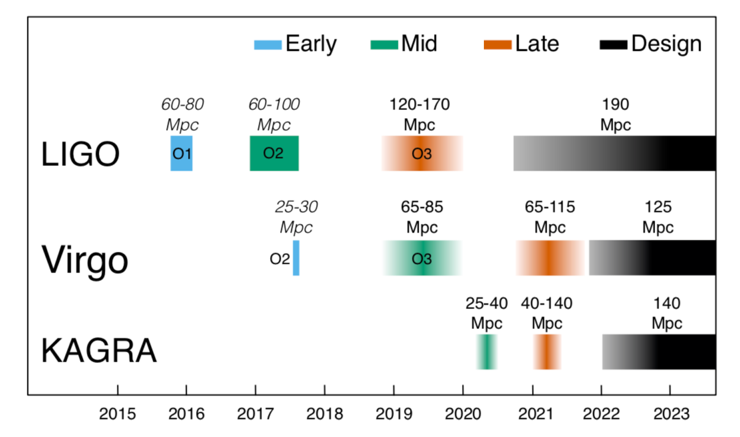 Early Mid Late Design
60-80 60-100 120-170 190
Mpc Mpc Mpc Mpc
LIGO O1 O2 O3
25-30 65-85 65-115 125
Mpc Mpc Mpc Mpc
Virgo O2 O3
25-40 40-140 140
Mpc Mpc Mpc
KAGRA
2015 2016 2017 2018 2019 2020 2021 2022 2023